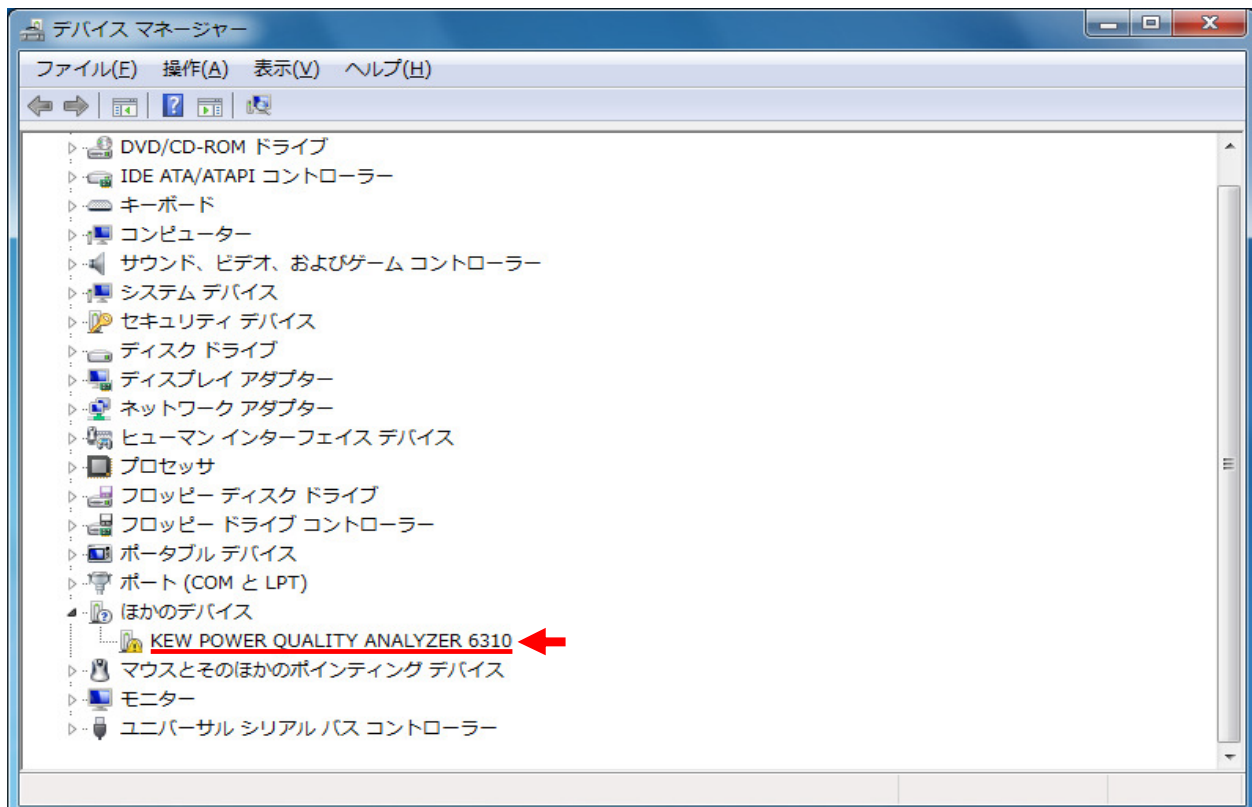 デバイス マネージャー
ファイル(F) 操作(A) 表示(V) ヘルプ(H)
DVD/CD-ROM ドライブ
IDE ATA/ATAPI コントローラー
キーボード
コンピューター
サウンド、ビデオ、およびゲーム コントローラー
システム デバイス
セキュリティ デバイス
ディスク ドライブ
ディスプレイ アダプター
ネットワーク アダプター
ヒューマン インターフェイス デバイス
プロセッサ
フロッピー ディスク ドライブ
フロッピー ドライブ コントローラー
ポータブル デバイス
ポート (COM と LPT)
ほかのデバイス
KEW POWER QUALITY ANALYZER 6310
マウスとそのほかのポインティング デバイス
モニター
ユニバーサル シリアル バス コントローラー